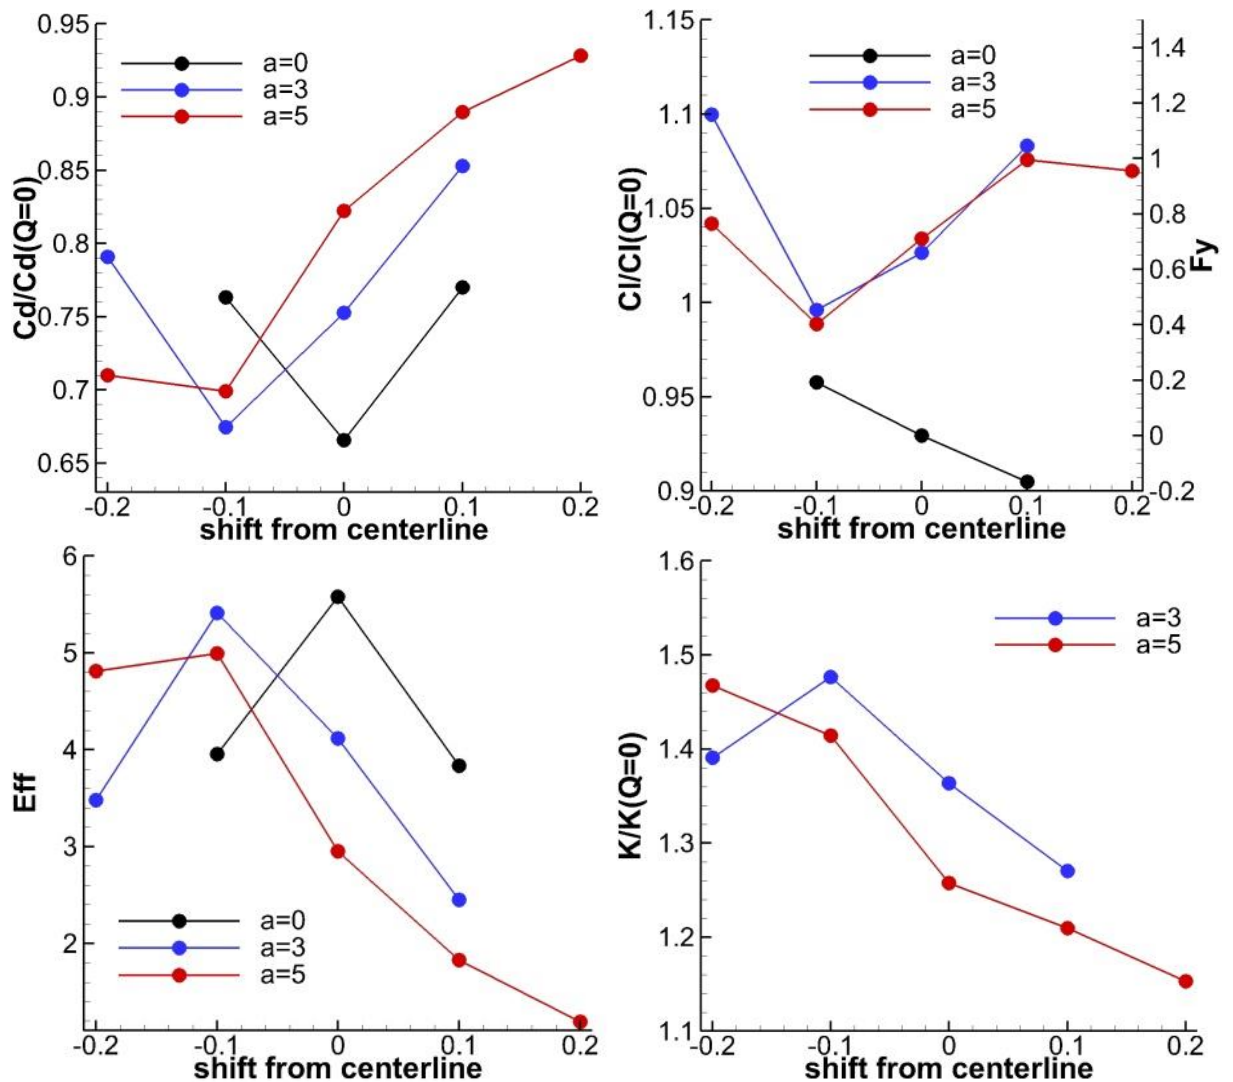 0.95
0.9
0.85
0.8
0.75
0.7
0.65
Cd/Cd(Q=0)
a=0
a=3
a=5
-0.2 -0.1 0 0.1 0.2
shift from centerline
1.15
1.1
1.05
1
0.95
0.9
Cl/Cl(Q=0)
a=0
a=3
a=5
1.4
1.2
1
0.8
0.6
0.4
0.2
0
-0.2
Fy
-0.2 -0.1 0 0.1 0.2
shift from centerline
6
5
4
3
2
Eff
a=0
a=3
a=5
-0.2 -0.1 0 0.1 0.2
shift from centerline
1.6
1.5
1.4
1.3
1.2
1.1
K/K(Q=0)
a=3
a=5
-0.2 -0.1 0 0.1 0.2
shift from centerline